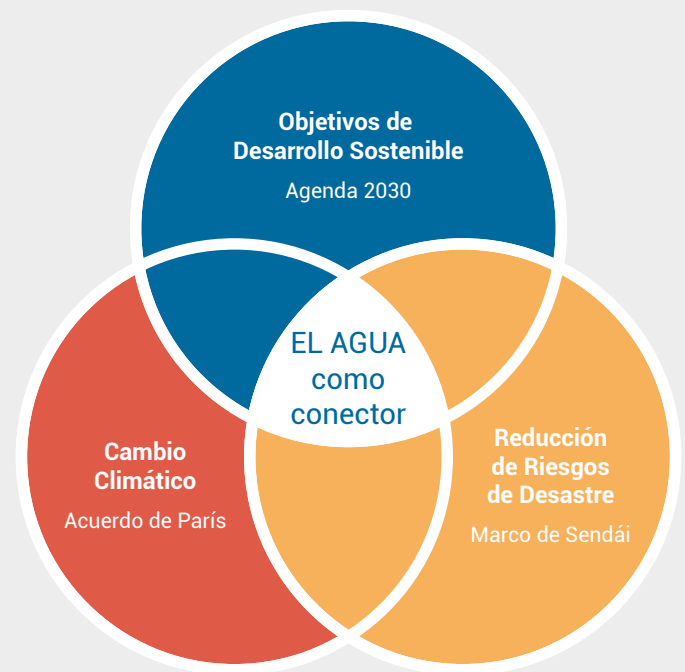 Objetivos de
Desarrollo Sostenible
Agenda 2030
EL AGUA
como
conector
Cambio
Climático
Acuerdo de París
Reducción
de Riesgos
de Desastre
Marco de Sendái